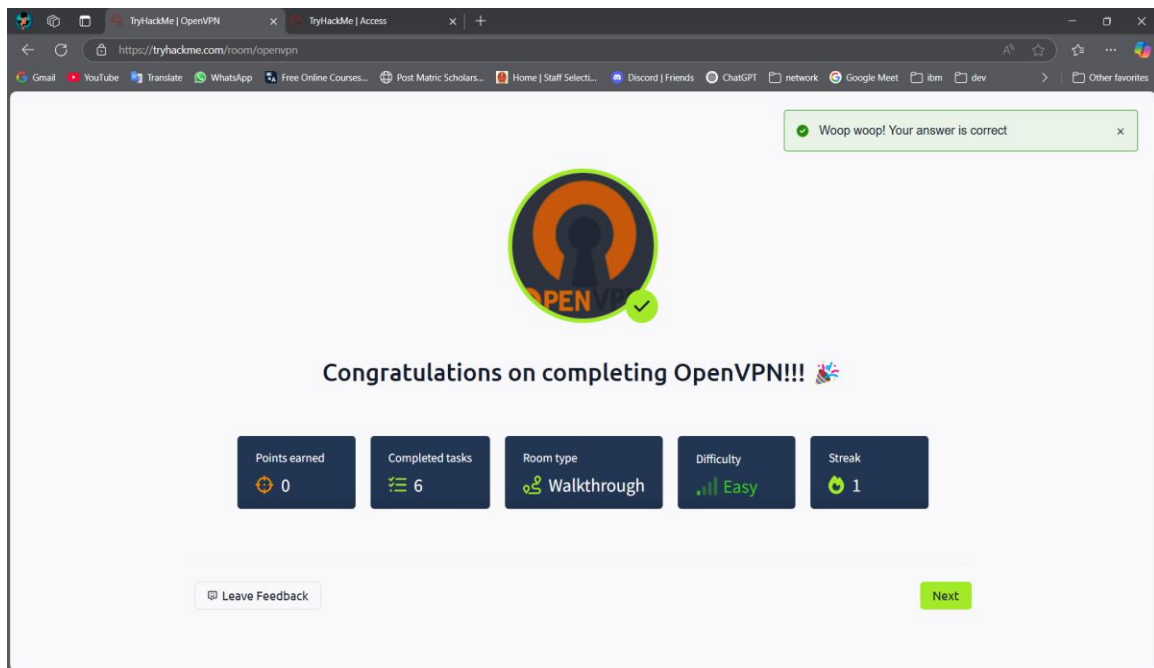 TryHackMe | OpenVPN
TryHackMe | Access
https://tryhackme.com/room/openvpn
Gmail YouTube Translate WhatsApp Free Online Courses... Post Matric Scholars... Home | Staff Selecti... Discord | Friends ChatGPT network Google Meet ibm dev Other favorites
Woop woop! Your answer is correct
OPENVPN
Congratulations on completing OpenVPN!!! 🎉
Points earned Completed tasks Room type Difficulty Streak
0 6 Walkthrough Easy 1
Leave Feedback Next